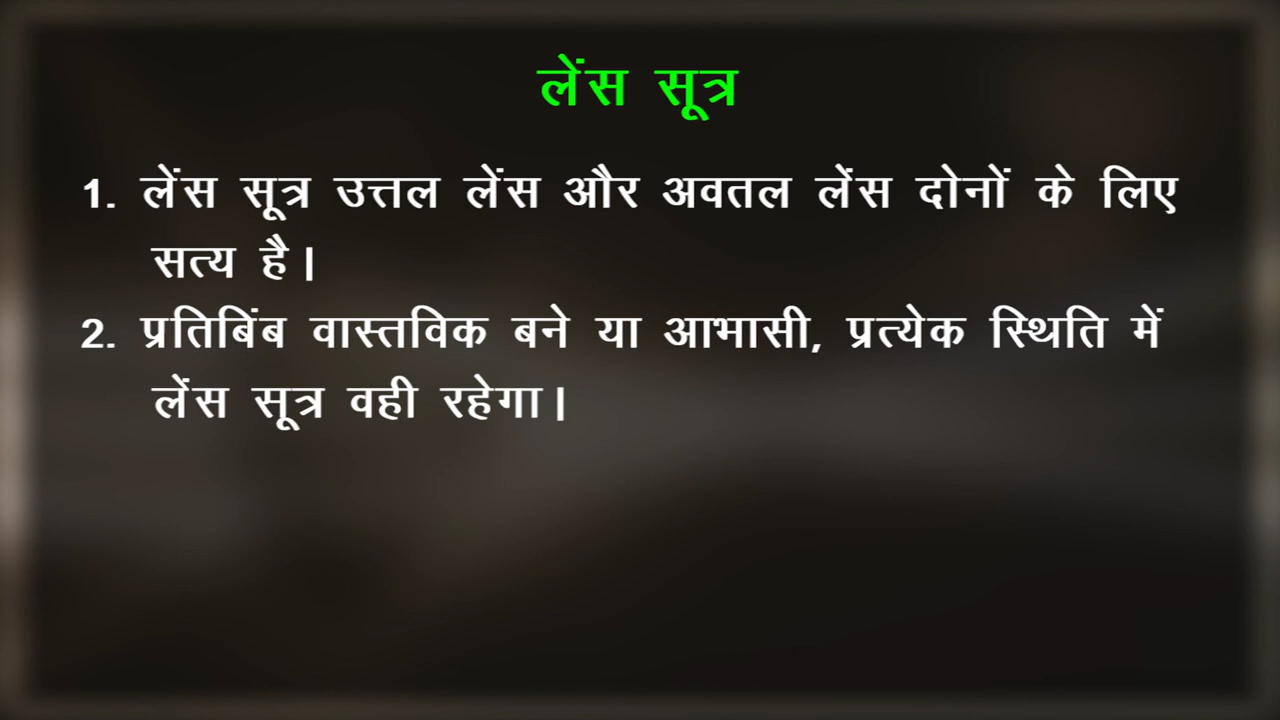 लेंस सूत्र
1. लेंस सूत्र उत्तल लेंस और अवतल लेंस दोनों के लिए
सत्य है।
2. प्रतिबिंब वास्तविक बने या आभासी, प्रत्येक स्थिति में
लेंस सूत्र वही रहेगा।